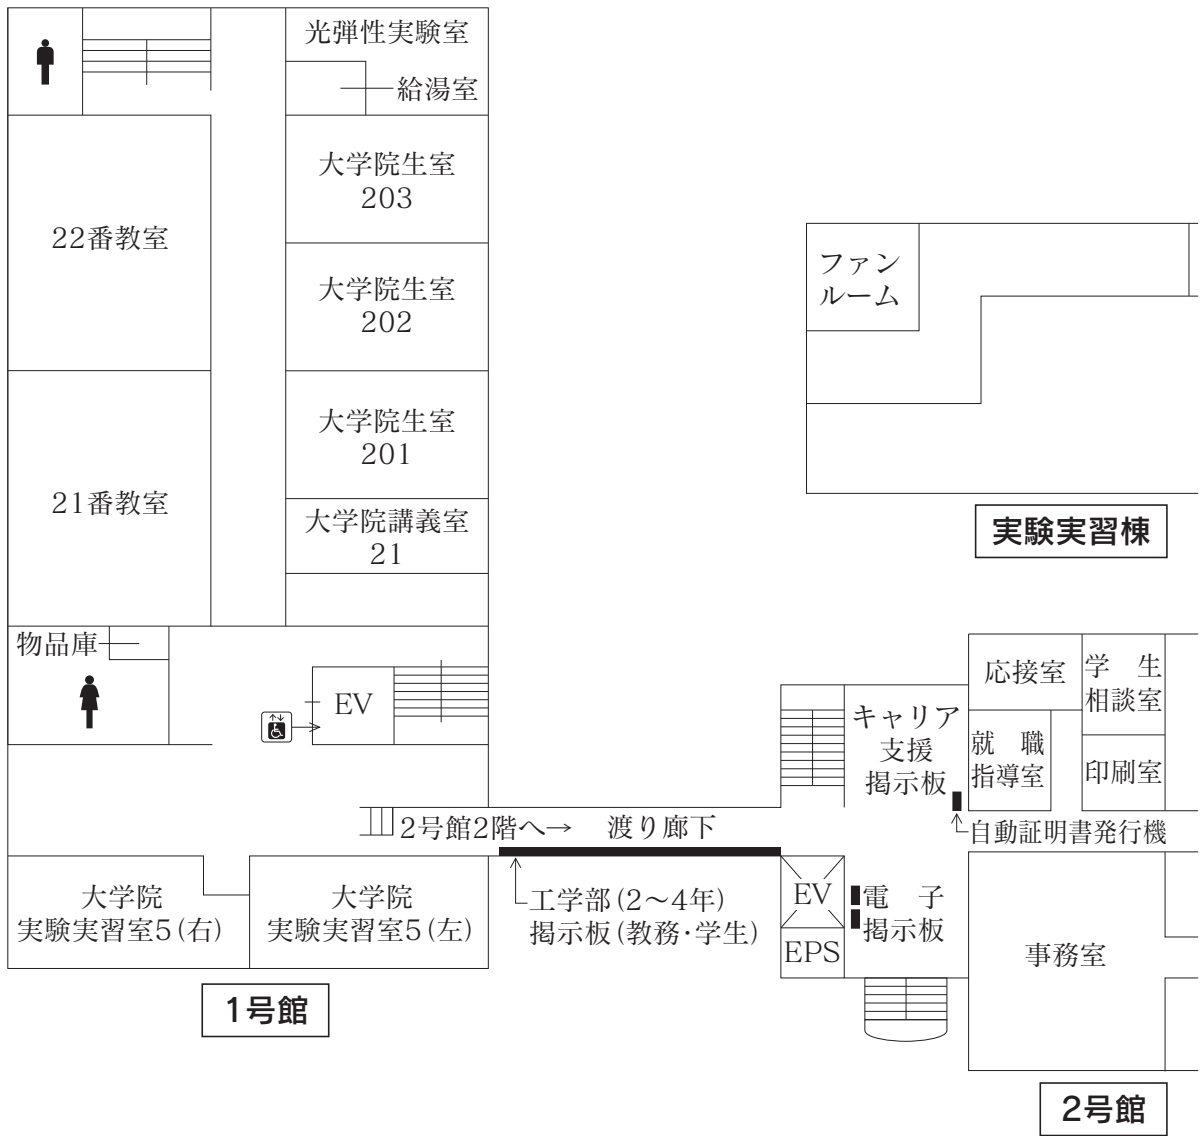 光弾性実験室
給湯室
大学院生室
203
22番教室
大学院生室
202
大学院生室
201
21番教室
大学院講義室
21
物品庫
EV
2号館2階へ→ 渡り廊下
大学院
実験実習室5(右)
大学院
実験実習室5(左)
工学部(2〜4年)
掲示板(教務・学生)
1号館
ファン
ルーム
実験実習棟
キャリア
支援
掲示板
応接室
学 生
相談室
就 職
指導室
印刷室
自動証明書発行機
EV
EPS
電 子
掲示板
事務室
2号館